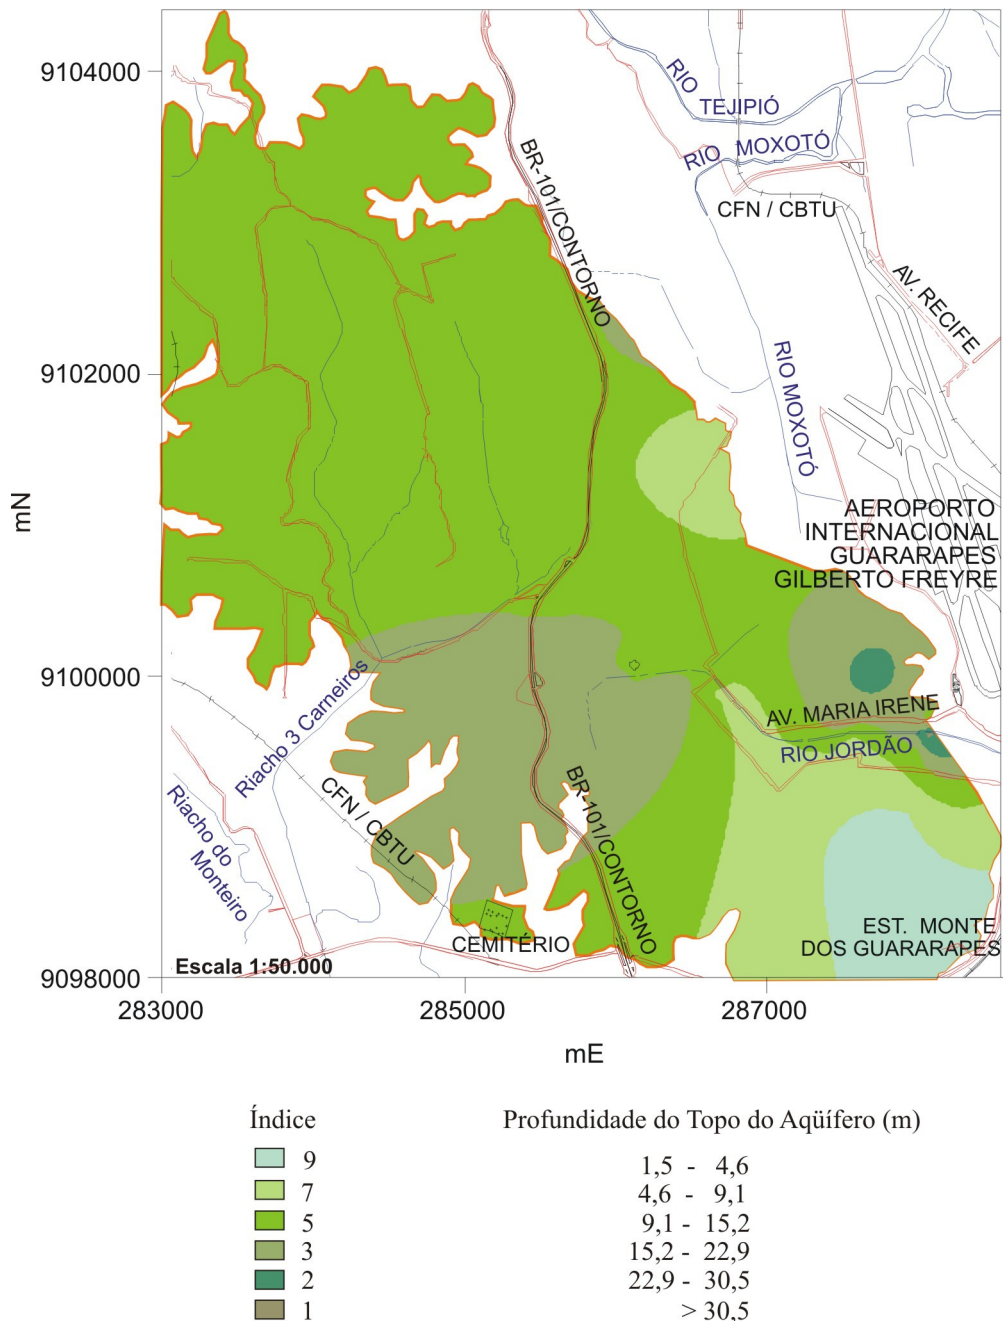 9104000
9102000
9100000
9098000
mN
283000
285000
287000
mE
RIO
TEJIPIÓ
RIO MOXOTÓ
CFN / CBTU
BR-101/CONTORNO
AV. RECIFE
RIO MOXOTÓ
AEROPORTO
INTERNACIONAL
GUARARAPES
GILBERTO FREYRE
AV. MARIA IRENE
RIO JORDÃO
Riacho 3 Carneiros
Riacho do
Monteiro
CFN / CBTU
BR-101/CONTORNO
CEMITÉRIO
EST. MONTE
DOS GUARARAPES
Escala 1:50.000
Índice Profundidade do Topo do Aqüífero (m)
9 1,5 - 4,6
7 4,6 - 9,1
5 9,1 - 15,2
3 15,2 - 22,9
2 22,9 - 30,5
1 > 30,5